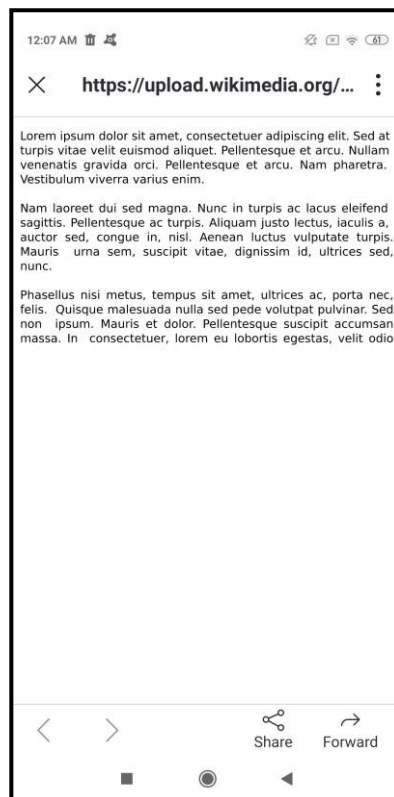 12:07 AM
61
https://upload.wikimedia.org/...
Lorem ipsum dolor sit amet, consectetuer adipiscing elit. Sed at
turpis vitae velit euismod aliquet. Pellentesque et arcu. Nullam
venenatis gravida orci. Pellentesque et arcu. Nam pharetra.
Vestibulum viverra varius enim.
Nam laoreet dui sed magna. Nunc in turpis ac lacus eleifend
sagittis. Pellentesque ac turpis. Aliquam justo lectus, iaculis a,
auctor sed, congue in, nisl. Aenean luctus vulputate turpis.
Mauris urna sem, suscipit vitae, dignissim id, ultrices sed,
nunc.
Phasellus nisi metus, tempus sit amet, ultrices ac, porta nec,
felis. Quisque malesuada nulla sed pede volutpat pulvinar. Sed
non ipsum. Mauris et dolor. Pellentesque suscipit accumsan
massa. In consectetuer, lorem eu lobortis egestas, velit odio
Share Forward